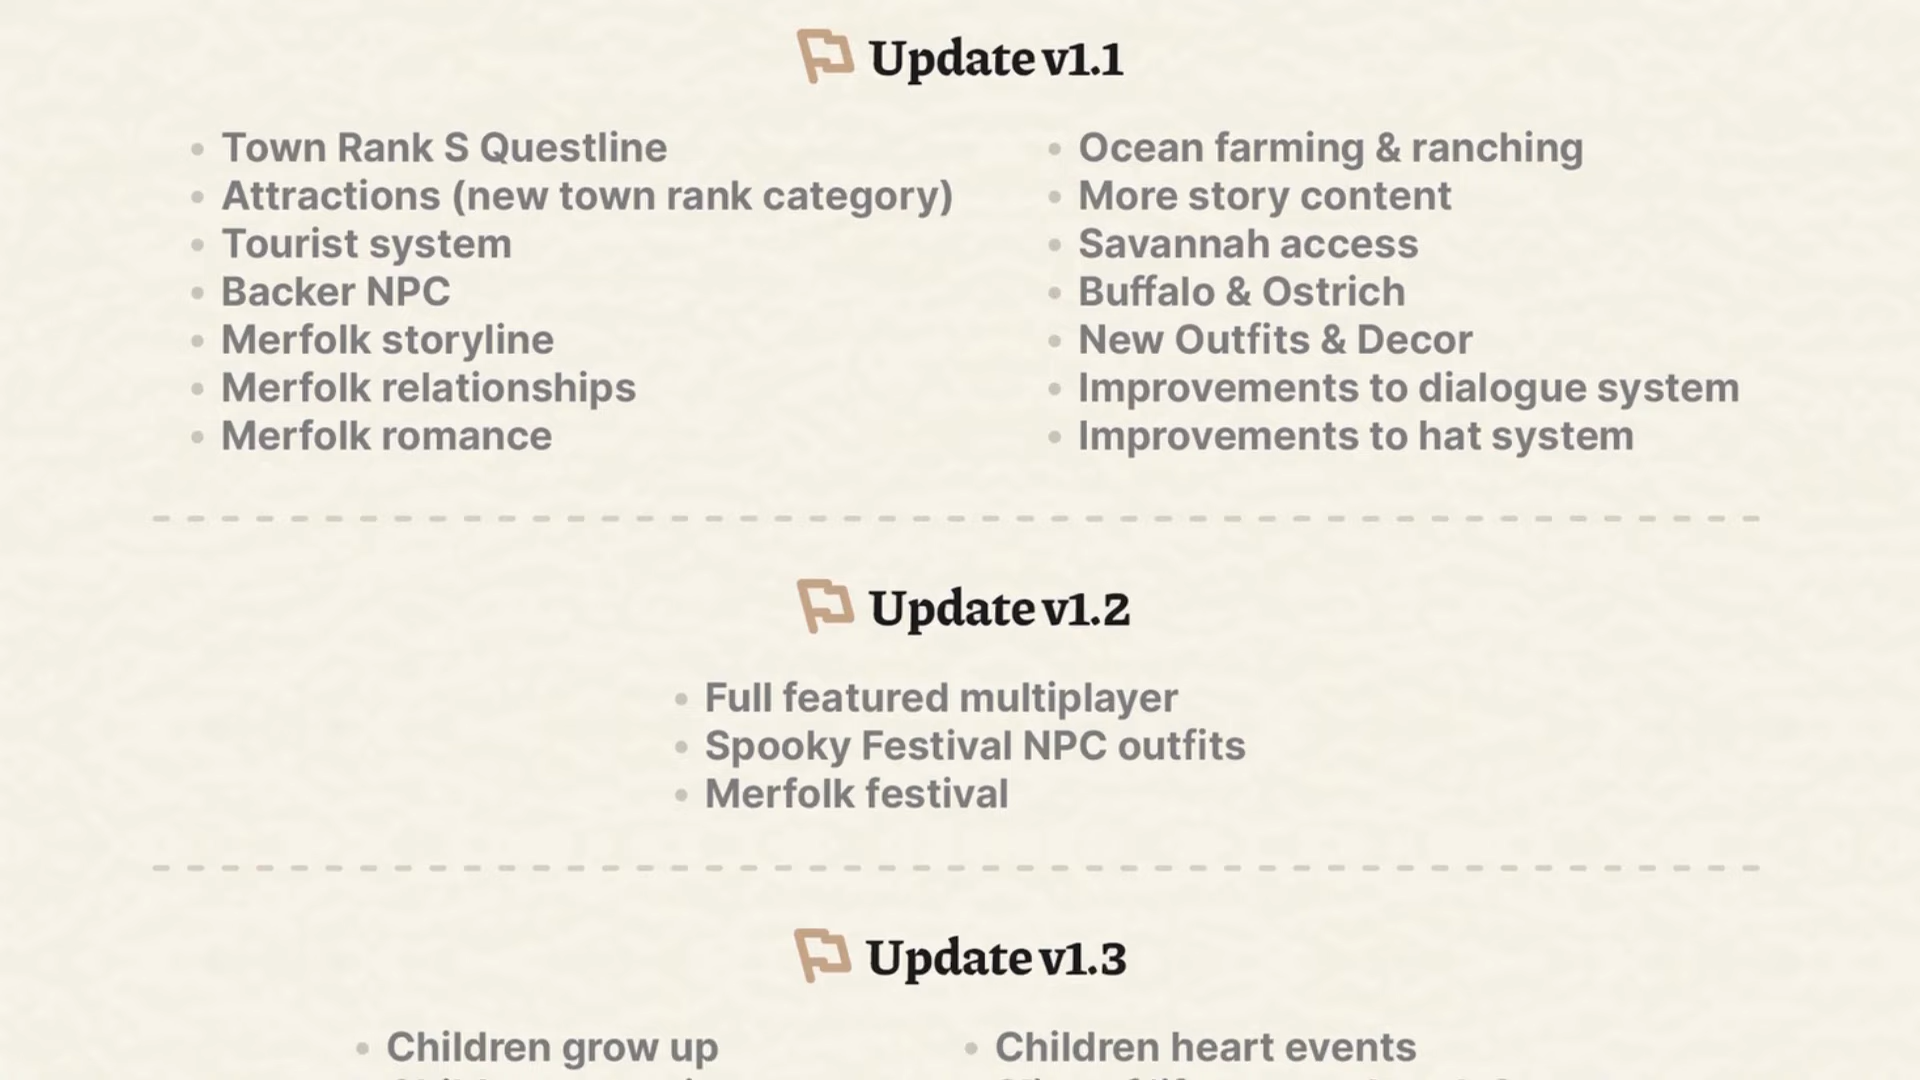 Update v1.1
Town Rank S Questline
Attractions (new town rank category)
Tourist system
Backer NPC
Merfolk storyline
Merfolk relationships
Merfolk romance
Ocean farming & ranching
More story content
Savannah access
Buffalo & Ostrich
New Outfits & Decor
Improvements to dialogue system
Improvements to hat system
Update v1.2
Full featured multiplayer
Spooky Festival NPC outfits
Merfolk festival
Update v1.3
Children grow up
Children heart events